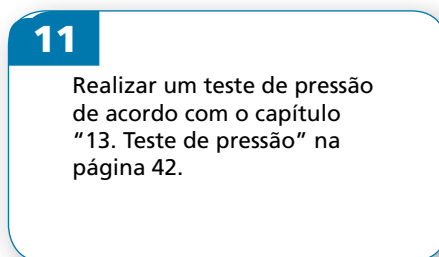 11
Realizar um teste de pressão
de acordo com o capítulo
“13. Teste de pressão” na
página 42.